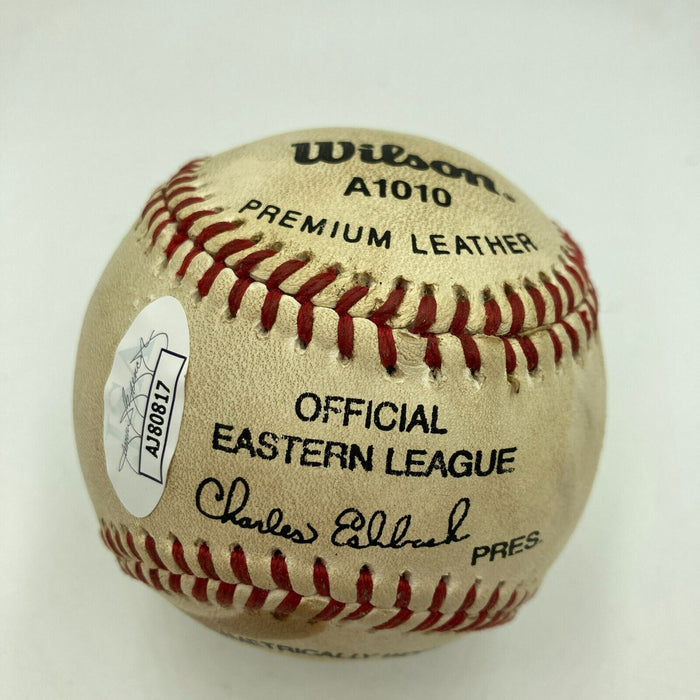 Wilson.
A1010
PREMIUM LEATHER
OFFICIAL
EASTERN LEAGUE
Charles Eshbach
PRES.
AJ80817